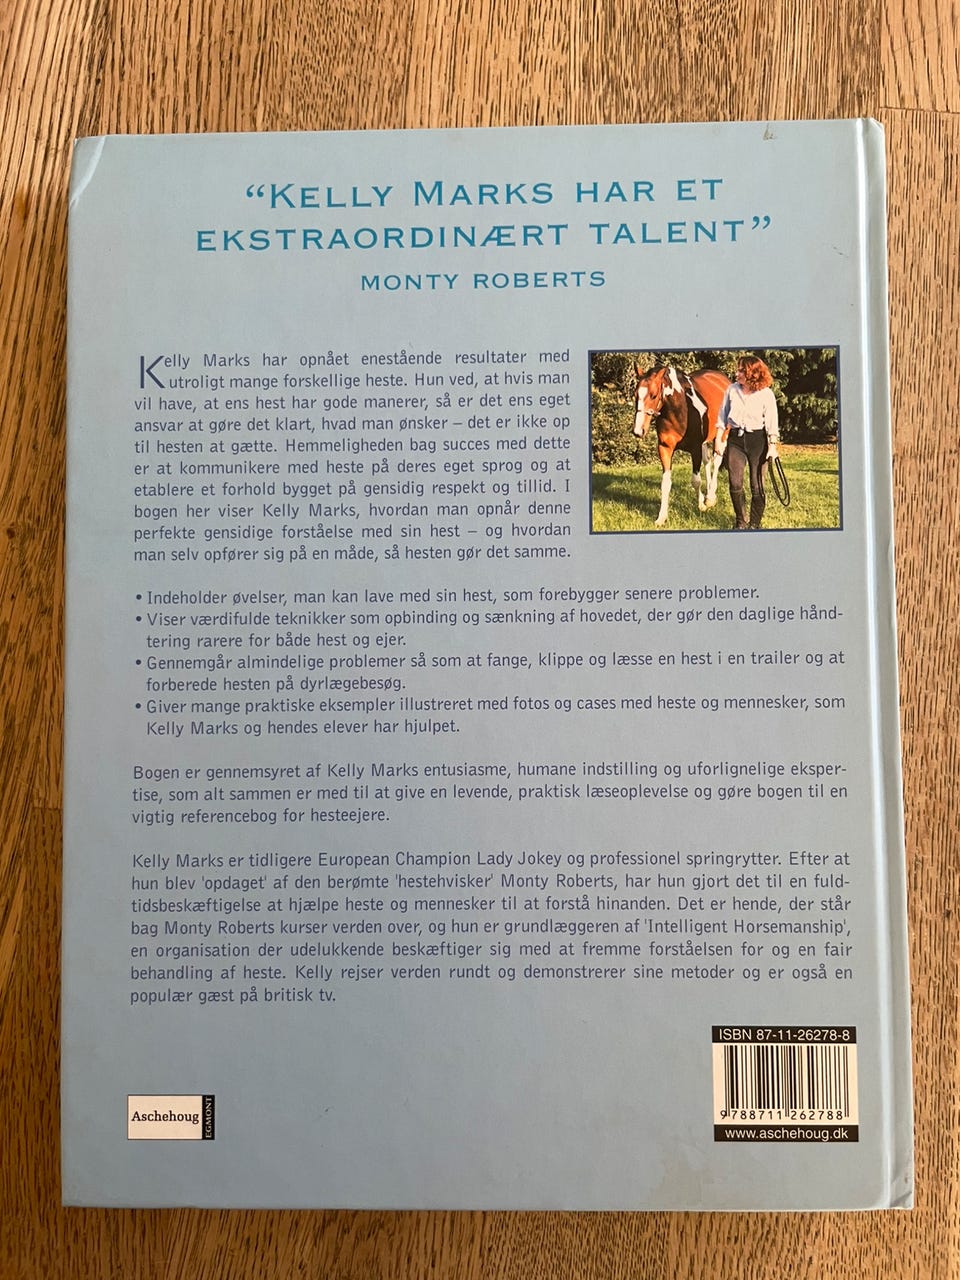 “KELLY MARKS HAR ET
EKSTRAORDINÆRT TALENT”
MONTY ROBERTS
Kelly Marks har opnået enestående resultater med
utroligt mange forskellige heste. Hun ved, at hvis man
vil have, at ens hest har gode manerer, så er det ens eget
ansvar at gøre det klart, hvad man ønsker – det er ikke op
til hesten at gætte. Hemmeligheden bag succes med dette
er at kommunikere med heste på deres eget sprog og at
etablere et forhold bygget på gensidig respekt og tillid. I
bogen her viser Kelly Marks, hvordan man opnår denne
perfekte gensidige forståelse med sin hest – og hvordan
man selv opfører sig på en måde, så hesten gør det samme.
• Indeholder øvelser, man kan lave med sin hest, som forebygger senere problemer.
• Viser værdifulde teknikker som opbinding og sænkning af hovedet, der gør den daglige hånd-
tering rarere for både hest og ejer.
• Gennemgår almindelige problemer så som at fange, klippe og læsse en hest i en trailer og at
forberede hesten på dyrlægebesøg.
• Giver mange praktiske eksempler illustreret med fotos og cases med heste og mennesker, som
Kelly Marks og hendes elever har hjulpet.
Bogen er gennemsyret af Kelly Marks entusiasme, humane indstilling og uforlignelige eksper-
tise, som alt sammen er med til at give en levende, praktisk læseoplevelse og gøre bogen til en
vigtig referencebog for hesteejere.
Kelly Marks er tidligere European Champion Lady Jokey og professionel springrytter. Efter at
hun blev 'opdaget' af den berømte 'hestehvisker' Monty Roberts, har hun gjort det til en fuld-
tidsbeskæftigelse at hjælpe heste og mennesker til at forstå hinanden. Det er hende, der står
bag Monty Roberts kurser verden over, og hun er grundlæggeren af 'Intelligent Horsemanship',
en organisation der udelukkende beskæftiger sig med at fremme forståelsen for og en fair
behandling af heste. Kelly rejser verden rundt og demonstrerer sine metoder og er også en
populær gæst på britisk tv.
ISBN 87-11-26278-8
9 788711 262788
www.aschehoug.dk
Aschehoug
EGMONT